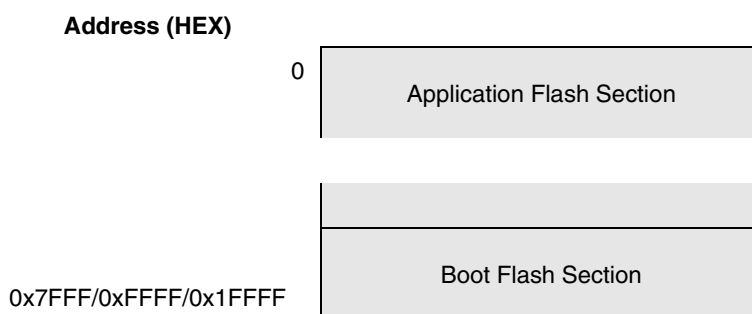 Address (HEX)
0
Application Flash Section
Boot Flash Section
0x7FFF/0xFFFF/0x1FFFF